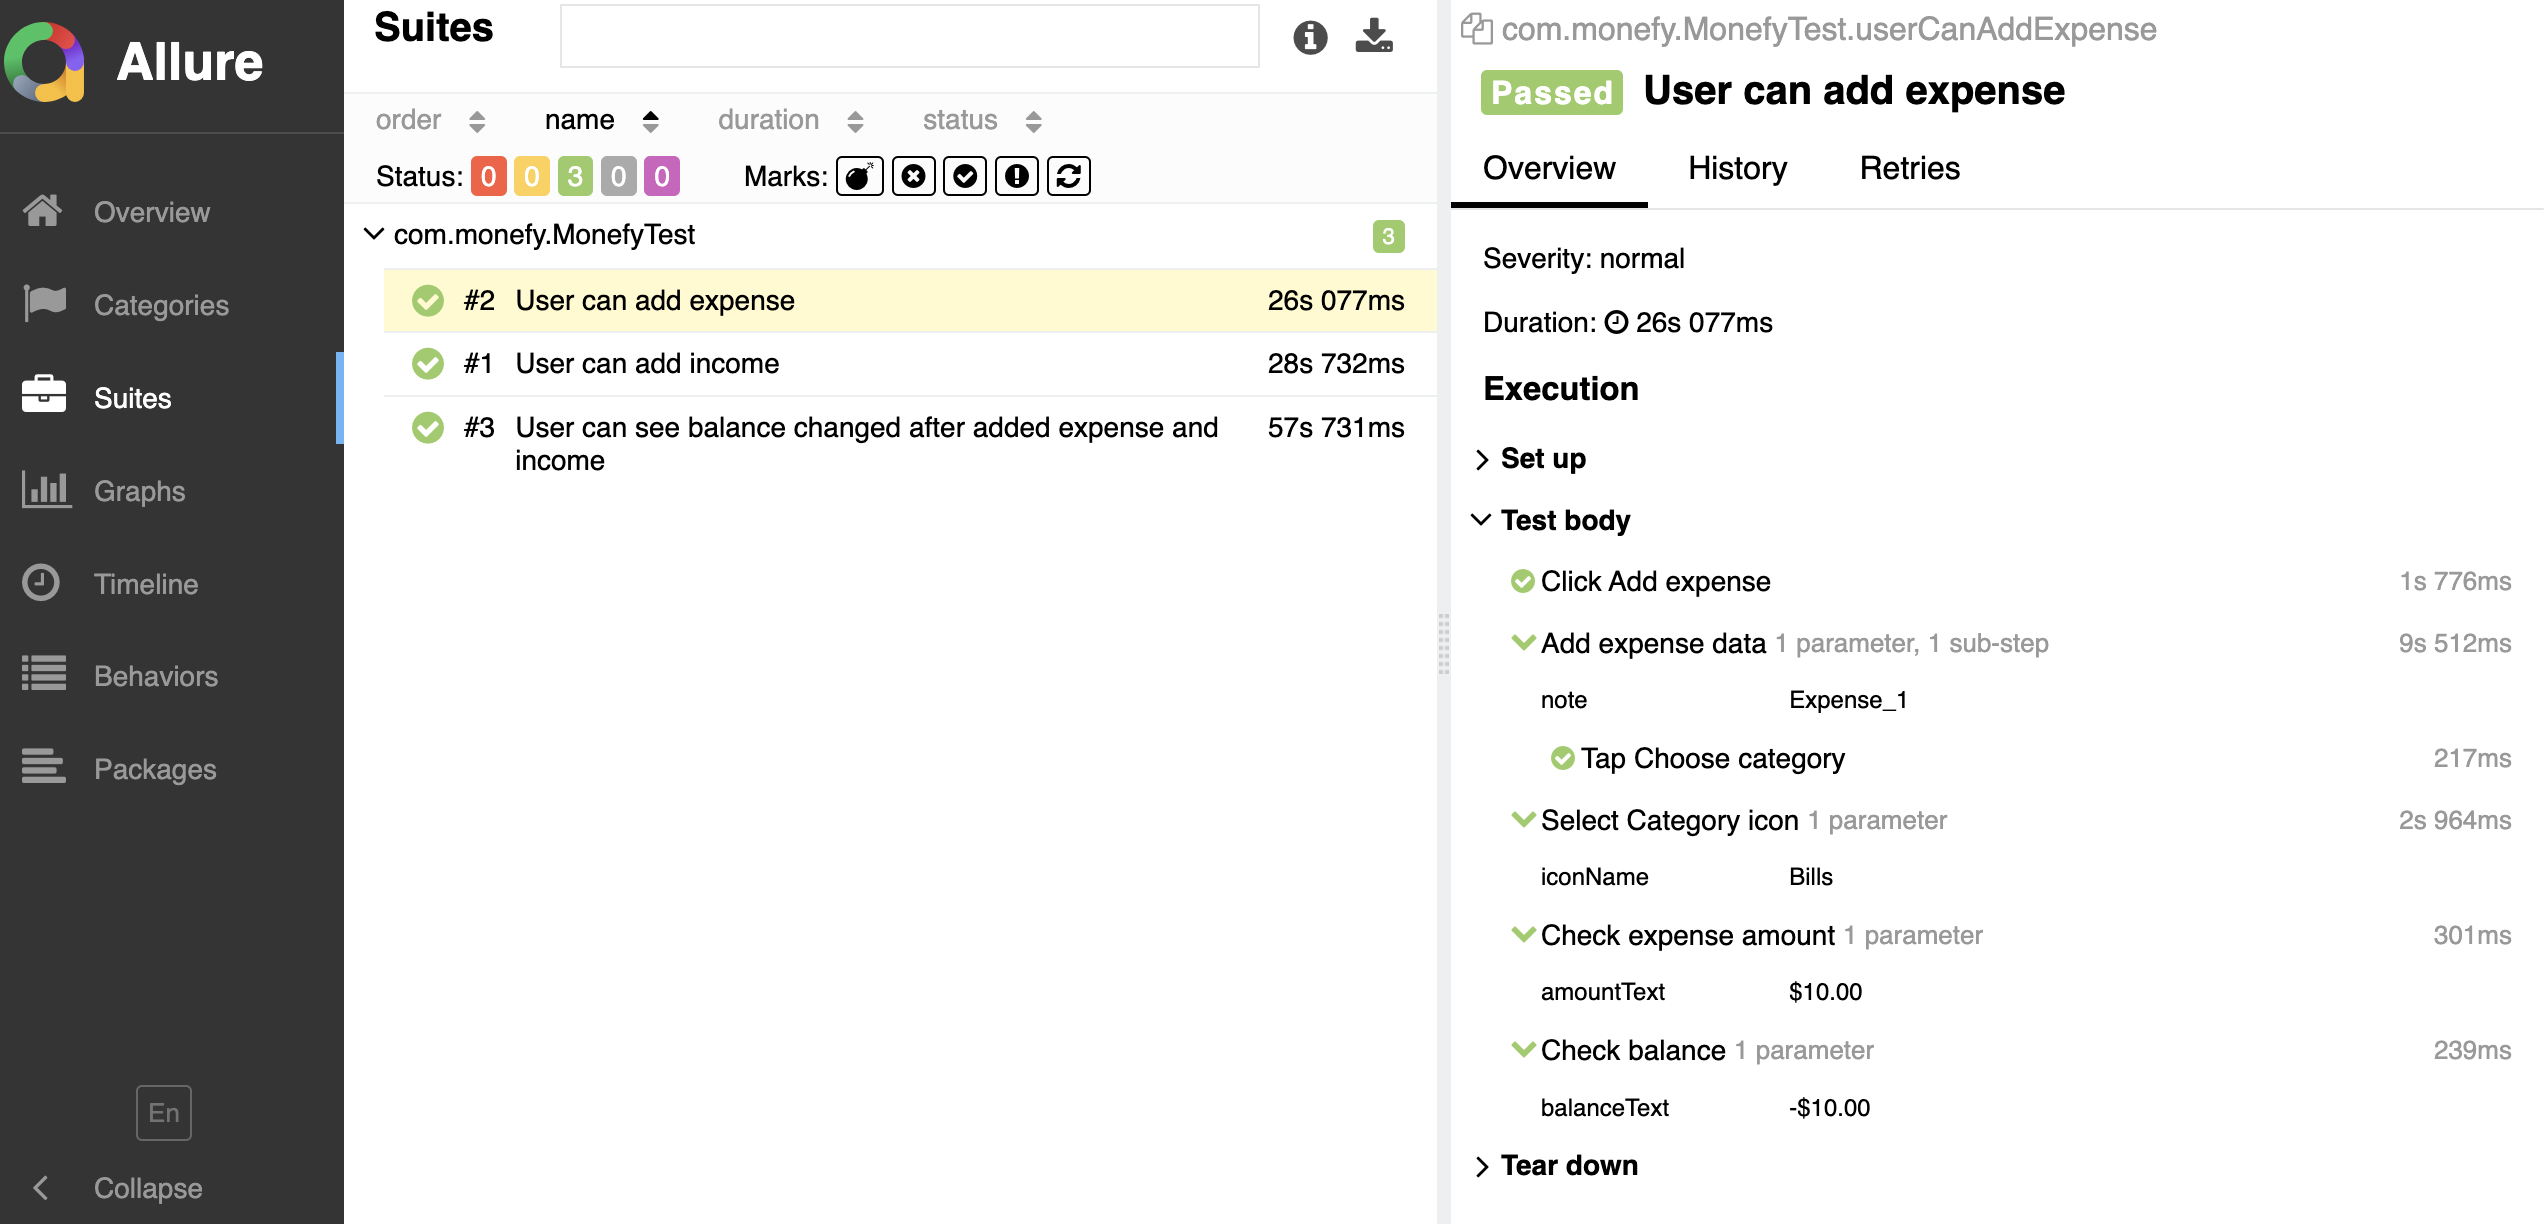 Allure
Overview
Categories
Suites
Graphs
Timeline
Behaviors
Packages
En
Collapse
Suites
order name duration status
Status: 0 0 3 0 0 Marks:
com.monefy.MonefyTest 3
#2 User can add expense 26s 077ms
#1 User can add income 28s 732ms
#3 User can see balance changed after added expense and 57s 731ms
income
com.monefy.MonefyTest.userCanAddExpense
Passed User can add expense
Overview History Retries
Severity: normal
Duration: 26s 077ms
Execution
Set up
Test body
Click Add expense 1s 776ms
Add expense data 1 parameter, 1 sub-step 9s 512ms
note Expense_1
Tap Choose category 217ms
Select Category icon 1 parameter 2s 964ms
iconName Bills
Check expense amount 1 parameter 301ms
amountText $10.00
Check balance 1 parameter 239ms
balanceText -$10.00
Tear down